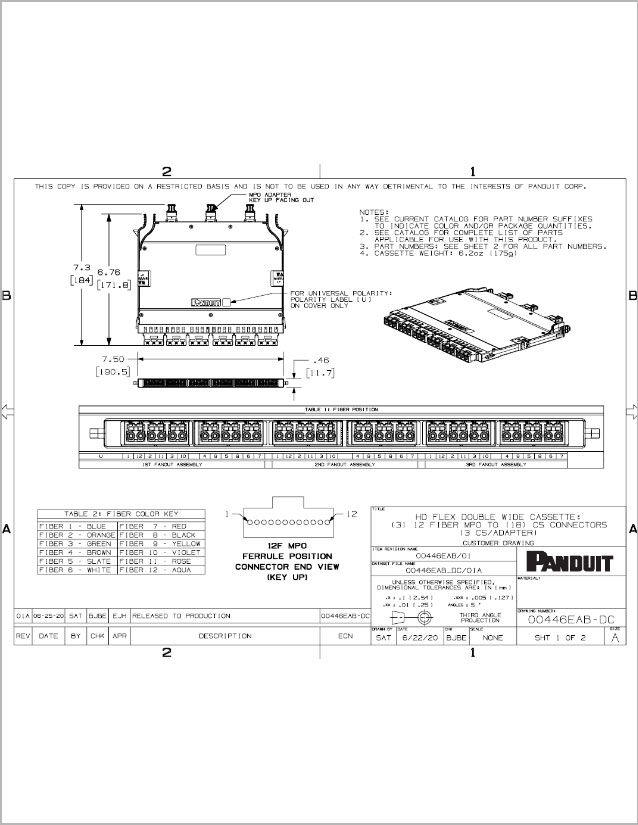 2
1
THIS COPY IS PROVIDED ON A RESTRICTED BASIS AND IS NOT TO BE USED IN ANY WAY DETRIMENTAL TO THE INTERESTS OF PANDUIT CORP.
MPO ADAPTER
KEY UP FACING OUT
NOTES:
1. SEE CURRENT CATALOG FOR PART NUMBER SUFFIXES
TO INDICATE COLOR AND/OR PACKAGE QUANTITIES.
2. SEE CATALOG FOR COMPLETE LIST OF PARTS
APPLICABLE FOR USE WITH THIS PRODUCT.
3. PART NUMBERS: SEE SHEET 2 FOR ALL PART NUMBERS.
4. CASSETTE WEIGHT: 6.2oz (175g)
7.3
[184]
6.76
[171.8]
B
B
FOR UNIVERSAL POLARITY:
POLARITY LABEL [U]
ON COVER ONLY
PANDUIT
7.50
[190.5]
.46
[11.7]
TABLE 1: FIBER POSITION
U 1 12 2 11 3 10 4 9 5 8 6 7 1 12 2 11 3 10 4 9 5 8 6 7 1 12 2 11 3 10 4 9 5 8 6 7
1ST FANOUT ASSEMBLY 2ND FANOUT ASSEMBLY 3RD FANOUT ASSEMBLY
A
A
TABLE 2: FIBER COLOR KEY
FIBER 1 - BLUE FIBER 7 - RED
FIBER 2 - ORANGE FIBER 8 - BLACK
FIBER 3 - GREEN FIBER 9 - YELLOW
FIBER 4 - BROWN FIBER 10 - VIOLET
FIBER 5 - SLATE FIBER 11 - ROSE
FIBER 6 - WHITE FIBER 12 - AQUA
1
12
12F MPO
FERRULE POSITION
CONNECTOR END VIEW
(KEY UP)
TITLE
HD FLEX DOUBLE WIDE CASSETTE:
(3) 12 FIBER MPO TO (18) CS CONNECTORS
(3 CS/ADAPTER)
CUSTOMER DRAWING
ITEM REVISION NAME
00446EAB/01
DATASET FILE NAME
00446EAB_DC/01A
UNLESS OTHERWISE SPECIFIED,
DIMENSIONAL TOLERANCES ARE: IN [mm]
.X ± .1 [2.54] .XXX ± .005 [.127]
.XX ± .01 [.25] ANGLES ± 5°
THIRD ANGLE
PROJECTION
PANDUIT
MATERIAL:
DRAWING NUMBER:
00446EAB-DC
DRAWN BY DATE CHK SCALE
SAT 6/22/20 BJBE NONE SHT 1 OF 2
SIZE
A
01A 06-25-20 SAT BJBE EJH RELEASED TO PRODUCTION 00446EAB-DC
REV DATE BY CHK APR DESCRIPTION ECN
2
1